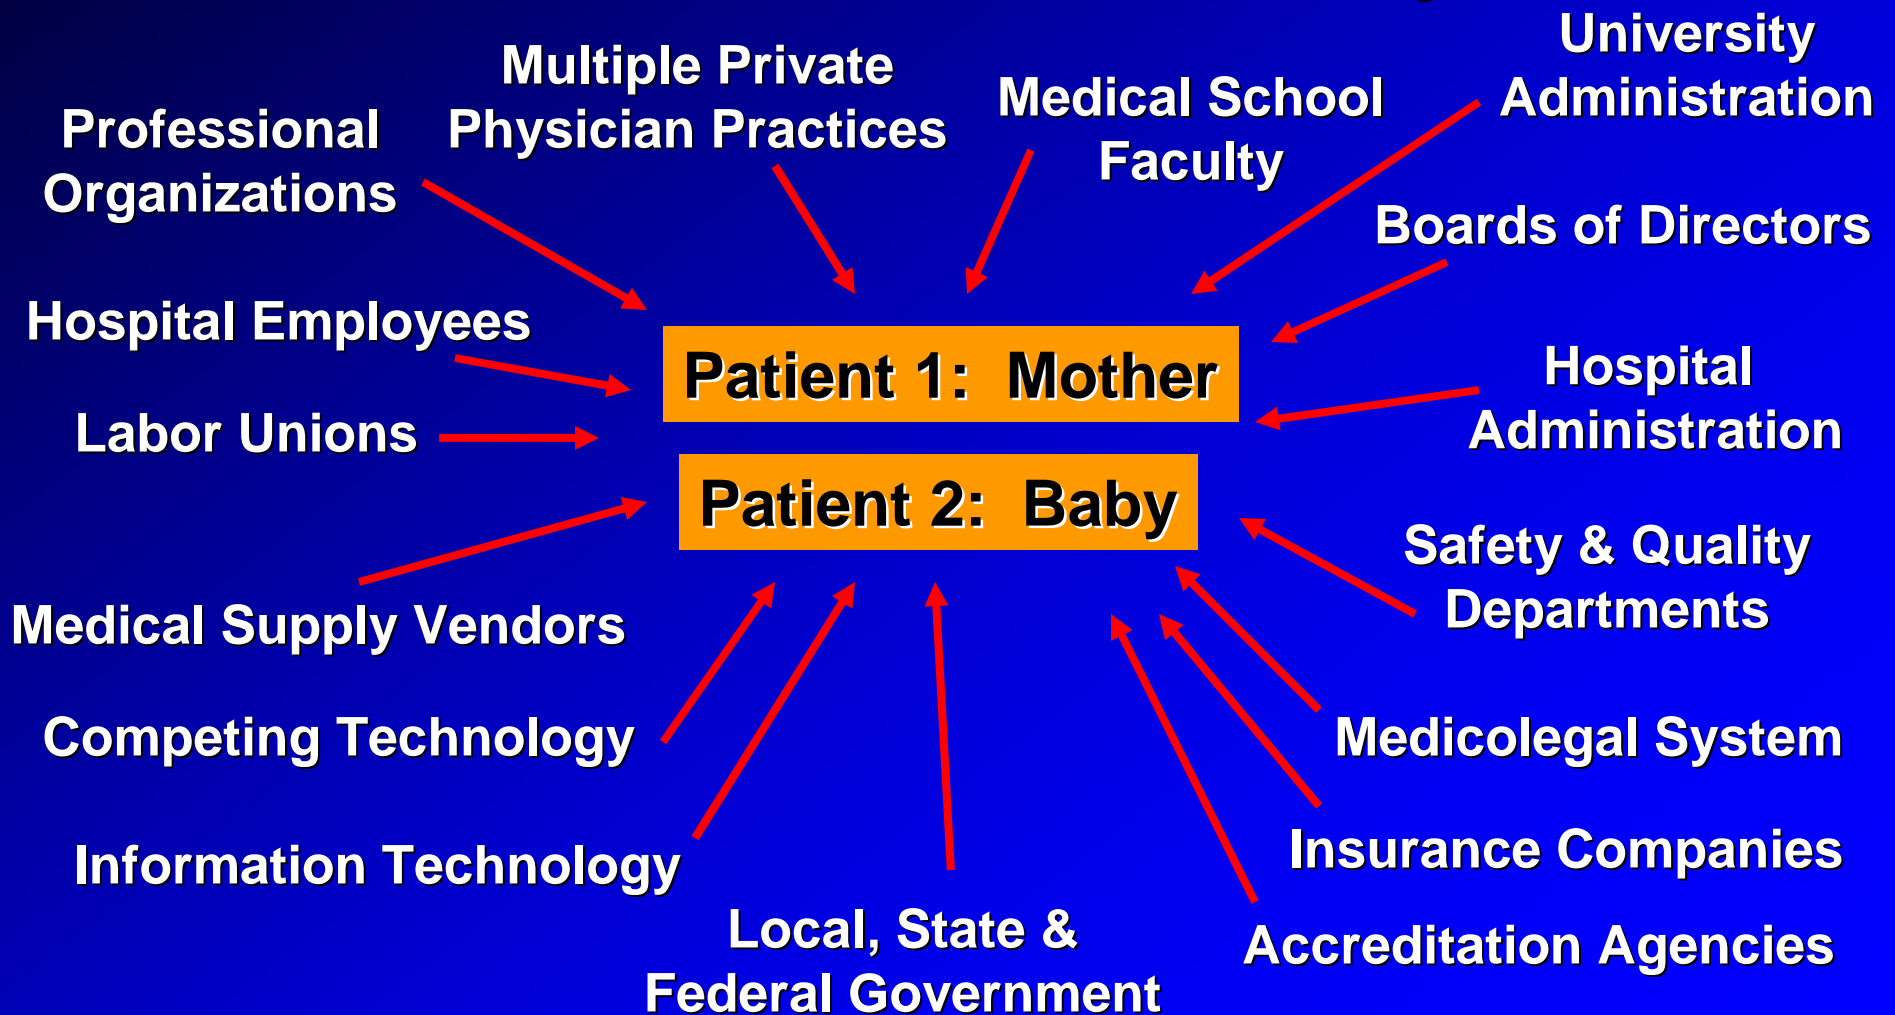 University
Administration
Multiple Private
Physician Practices
Medical School
Faculty
Professional
Organizations
Boards of Directors
Hospital Employees
Patient 1:  Mother
Hospital
Administration
Labor Unions
Patient 2:  Baby
Safety & Quality
Departments
Medical Supply Vendors
Competing Technology
Medicolegal System
Information Technology
Insurance Companies
Local, State &
Federal Government
Accreditation Agencies